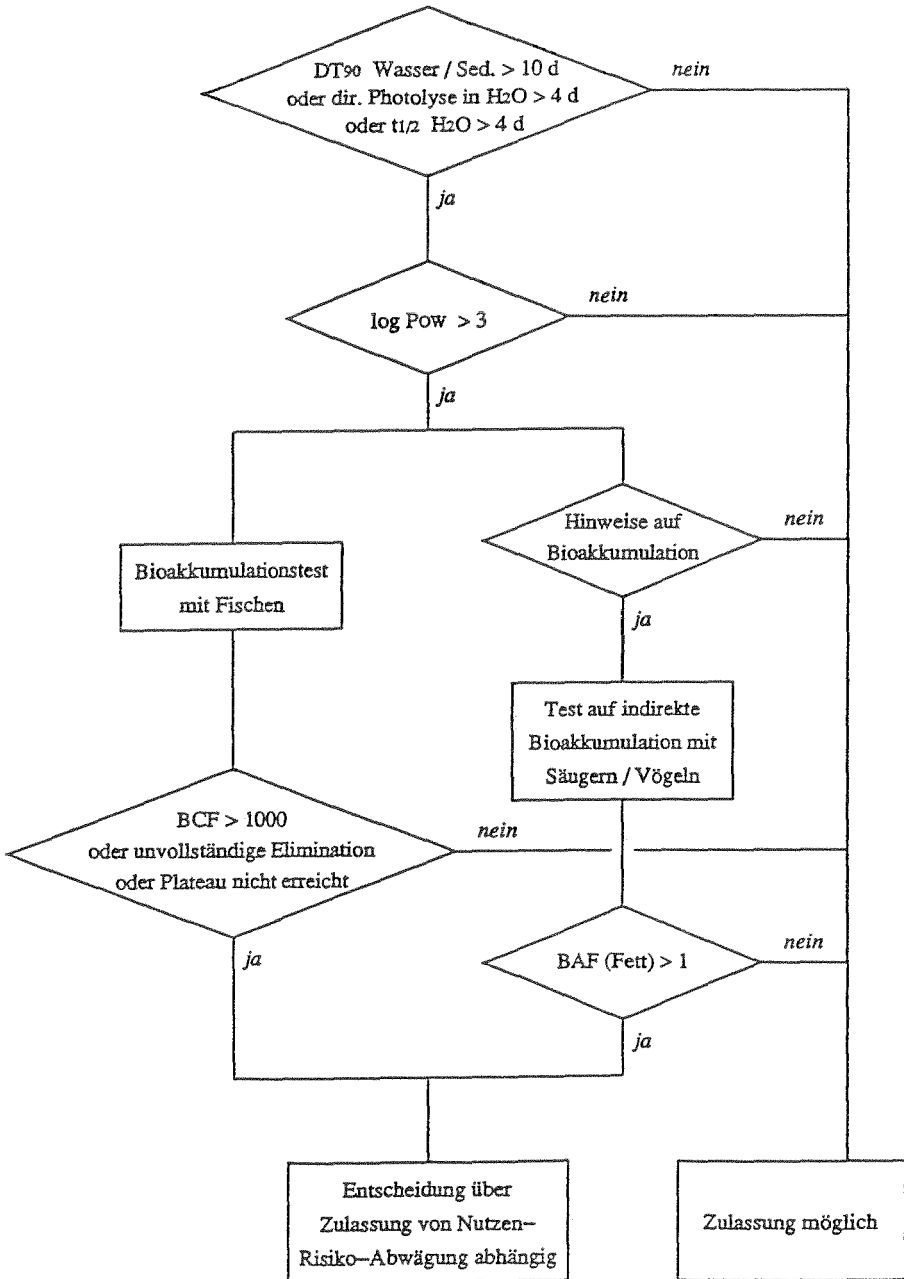 DT90 Wasser / Sed. > 10 d
oder dir. Photolyse in H2O > 4 d
oder t1/2 H2O > 4 d
nein
ja
log Pow > 3
nein
ja
Hinweise auf
Bioakkumulation
nein
ja
Bioakkumulationstest
mit Fischen
Test auf indirekte
Bioakkumulation mit
Säugern / Vögeln
BCF > 1000
oder unvollständige Elimination
oder Plateau nicht erreicht
nein
ja
BAF (Fett) > 1
nein
ja
Entscheidung über
Zulassung von Nutzen–
Risiko–Abwägung abhängig
Zulassung möglich